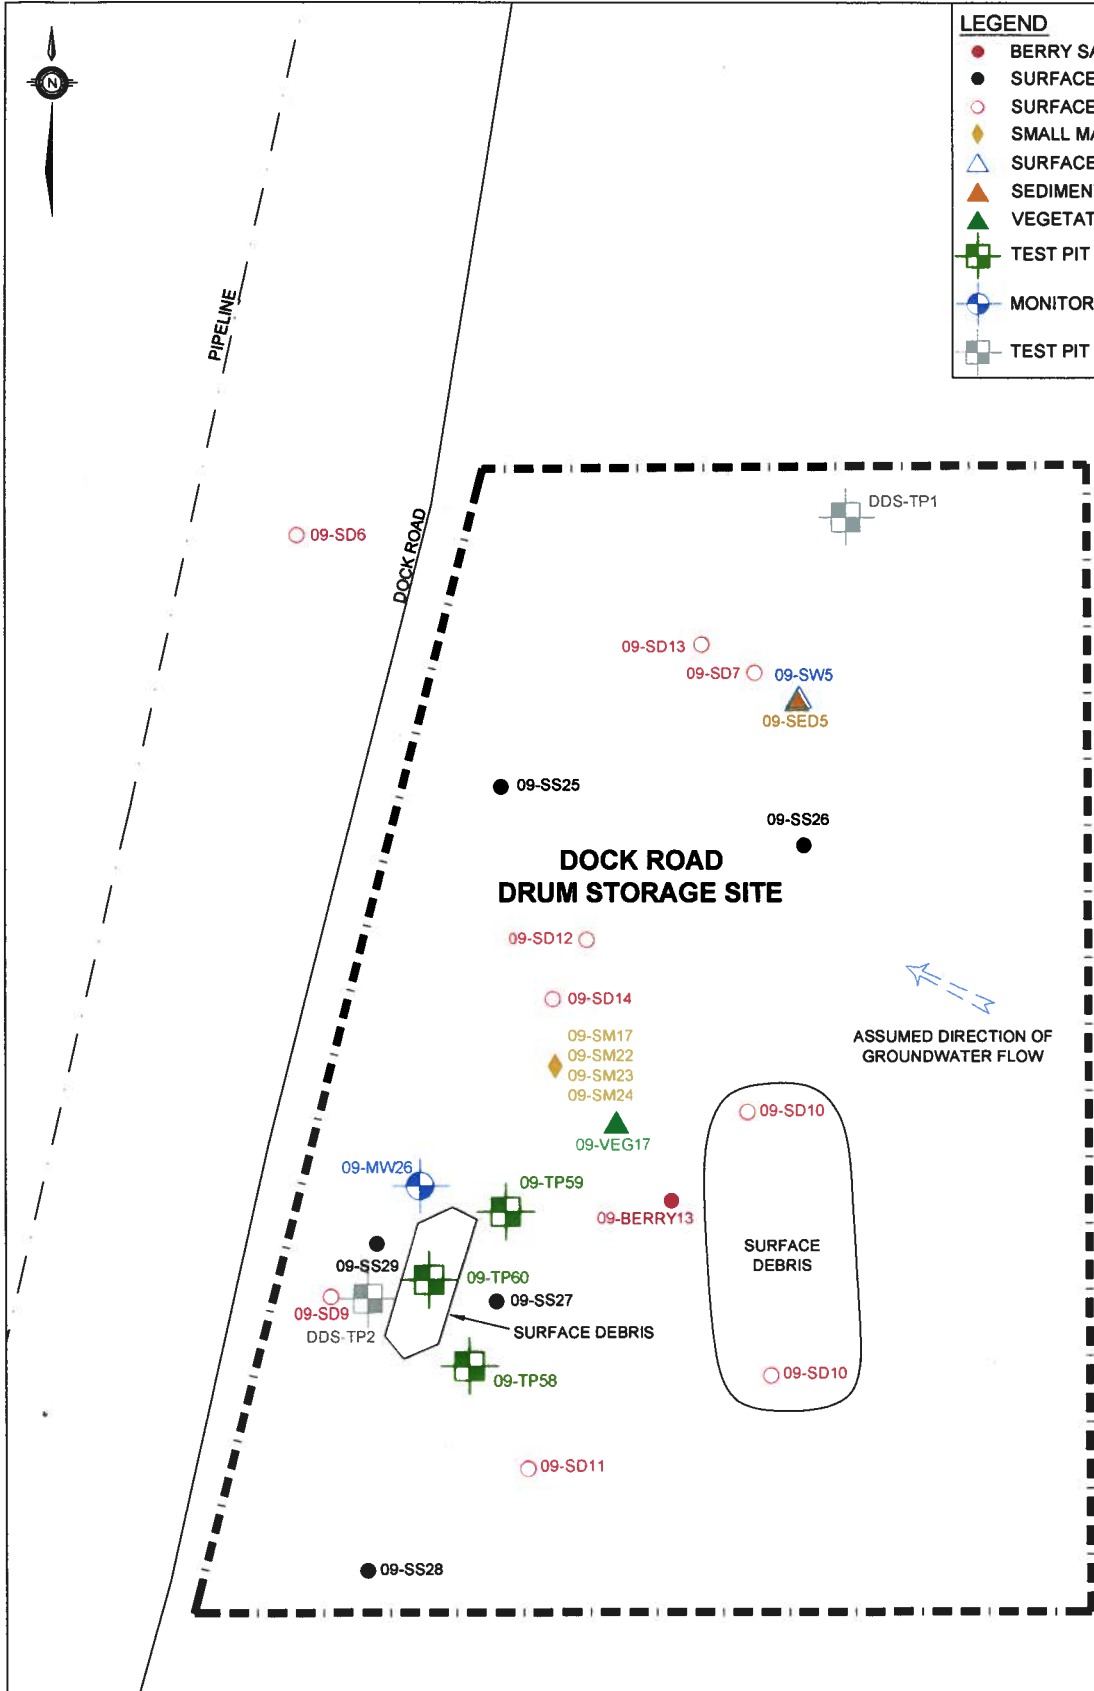 N
LEGEND
BERRY SA
SURFACE
SURFACE
SMALL MA
SURFACE
SEDIMEN
VEGETAT
TEST PIT
MONITOR
TEST PIT
PIPELINE
DOCK ROAD
DDS-TP1
09-SD6
09-SD13
09-SD7
09-SW5
09-SED5
09-SS25
09-SS26
DOCK ROAD
DRUM STORAGE SITE
09-SD12
09-SD14
09-SM17
09-SM22
09-SM23
09-SM24
ASSUMED DIRECTION OF
GROUNDWATER FLOW
09-SD10
09-VEG17
09-MW26
09-TP59
09-BERRY13
SURFACE
DEBRIS
09-SS29
09-TP60
09-SS27
09-SD9
DDS-TP2
SURFACE DEBRIS
09-TP58
09-SD10
09-SD11
09-SS28